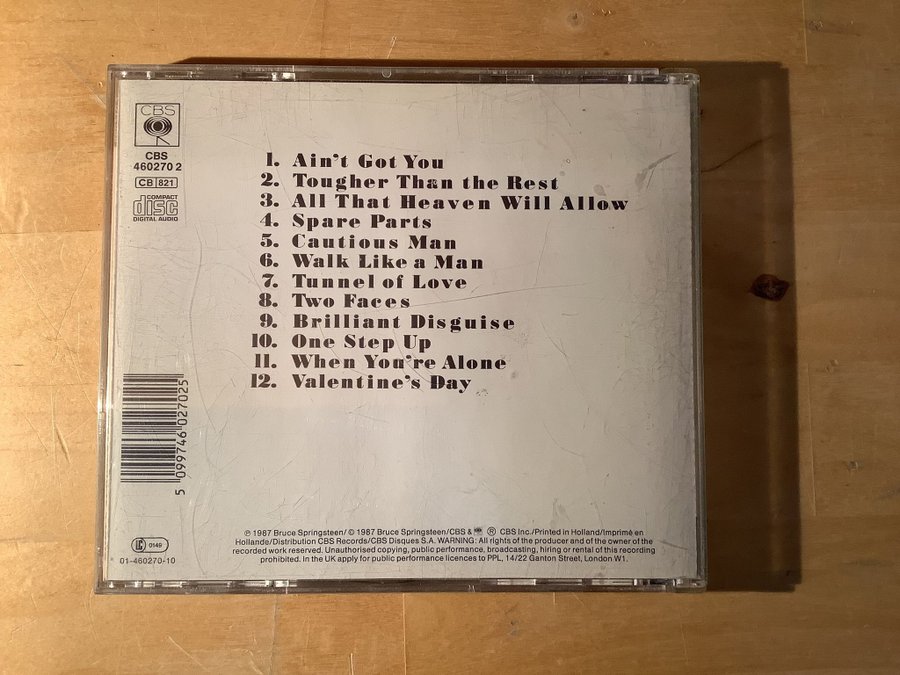 CBS
CBS
460270 2
CB 821
COMPACT
disc
DIGITAL AUDIO
1. Ain't Got You
2. Tougher Than the Rest
3. All That Heaven Will Allow
4. Spare Parts
5. Cautious Man
6. Walk Like a Man
7. Tunnel of Love
8. Two Faces
9. Brilliant Disguise
10. One Step Up
11. When You're Alone
12. Valentine's Day
5 099746 027025
LC 0149
01-460270-10
℗ 1987 Bruce Springsteen/ © 1987 Bruce Springsteen/CBS & ® CBS Inc./Printed in Holland/Imprimé en
Hollande/Distribution CBS Records/CBS Disques S.A. WARNING: All rights of the producer and of the owner of the
recorded work reserved. Unauthorised copying, public performance, broadcasting, hiring or rental of this recording
prohibited. In the UK apply for public performance licences to PPL, 14/22 Ganton Street, London W1.